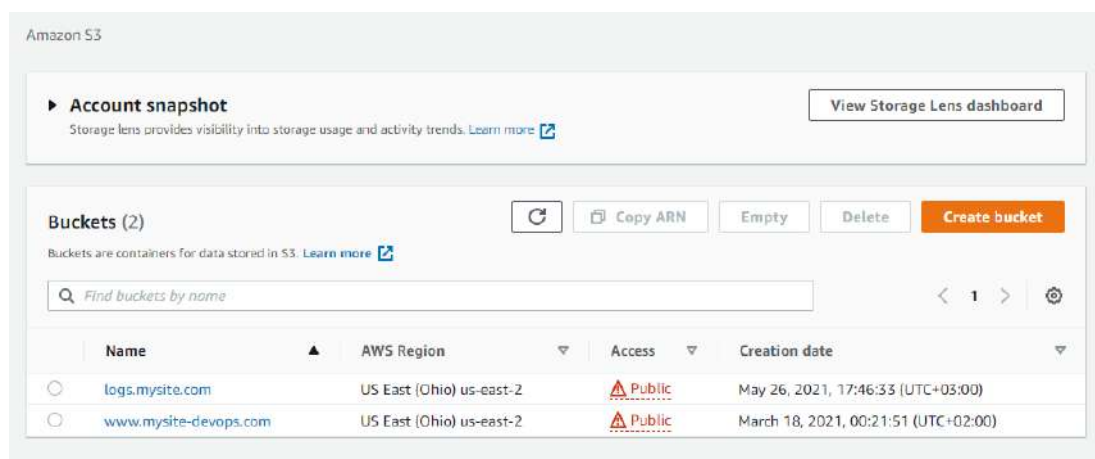 Amazon S3
Account snapshot
View Storage Lens dashboard
Storage lens provides visibility into storage usage and activity trends. Learn more
Buckets (2)
Copy ARN
Empty
Delete
Create bucket
Buckets are containers for data stored in S3. Learn more
Find buckets by name
1
Name AWS Region Access Creation date
logs.mysite.com US East (Ohio) us-east-2 Public May 26, 2021, 17:46:33 (UTC+03:00)
www.mysite-devops.com US East (Ohio) us-east-2 Public March 18, 2021, 00:21:51 (UTC+02:00)